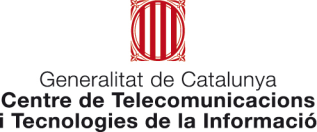 Generalitat de Catalunya
Centre de Telecomunicacions
i Tecnologies de la Informació